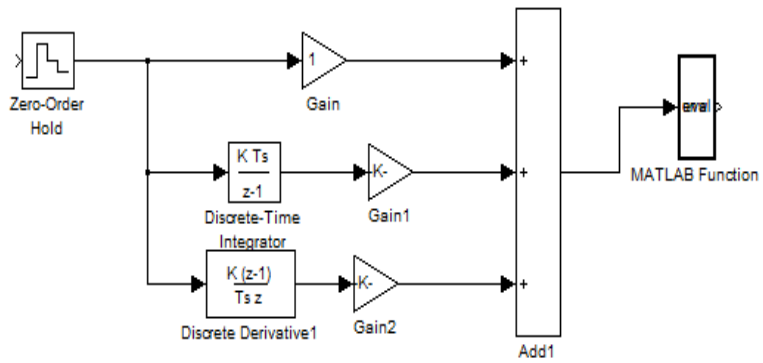 Zero-Order
Hold
1
Gain
K Ts
z-1
Discrete-Time
Integrator
K-
Gain1
K (z-1)
Ts z
Discrete Derivative1
K-
Gain2
+
+
+
Add1
MATLAB Function